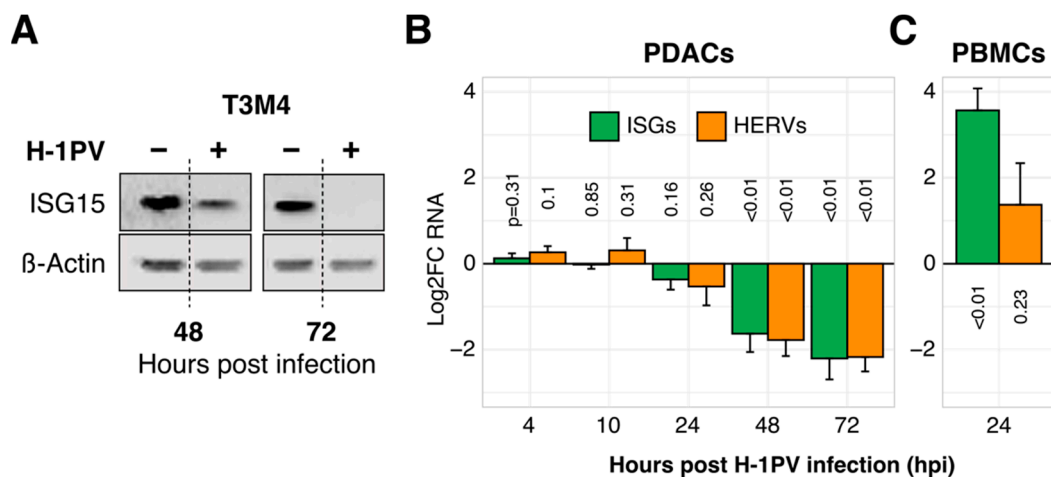 A
T3M4
H-1PV − + − +
ISG15
ß-Actin
48 72
Hours post infection
B
PDACs
Log2FC RNA
4
2
0
−2
ISGs HERVs
p=0.31 0.1 0.85 0.31 0.16 0.26 <0.01 <0.01 <0.01 <0.01
4 10 24 48 72
C
PBMCs
4
2
0
−2
<0.01 0.23
24
Hours post H-1PV infection (hpi)